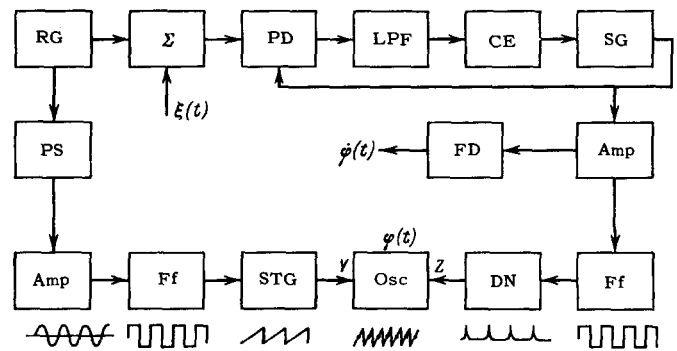 RG Σ PD LPF CE SG
ξ(t)
PS φ̇(t) FD Amp
φ(t)
Amp Ff STG Y Osc Z DN Ff